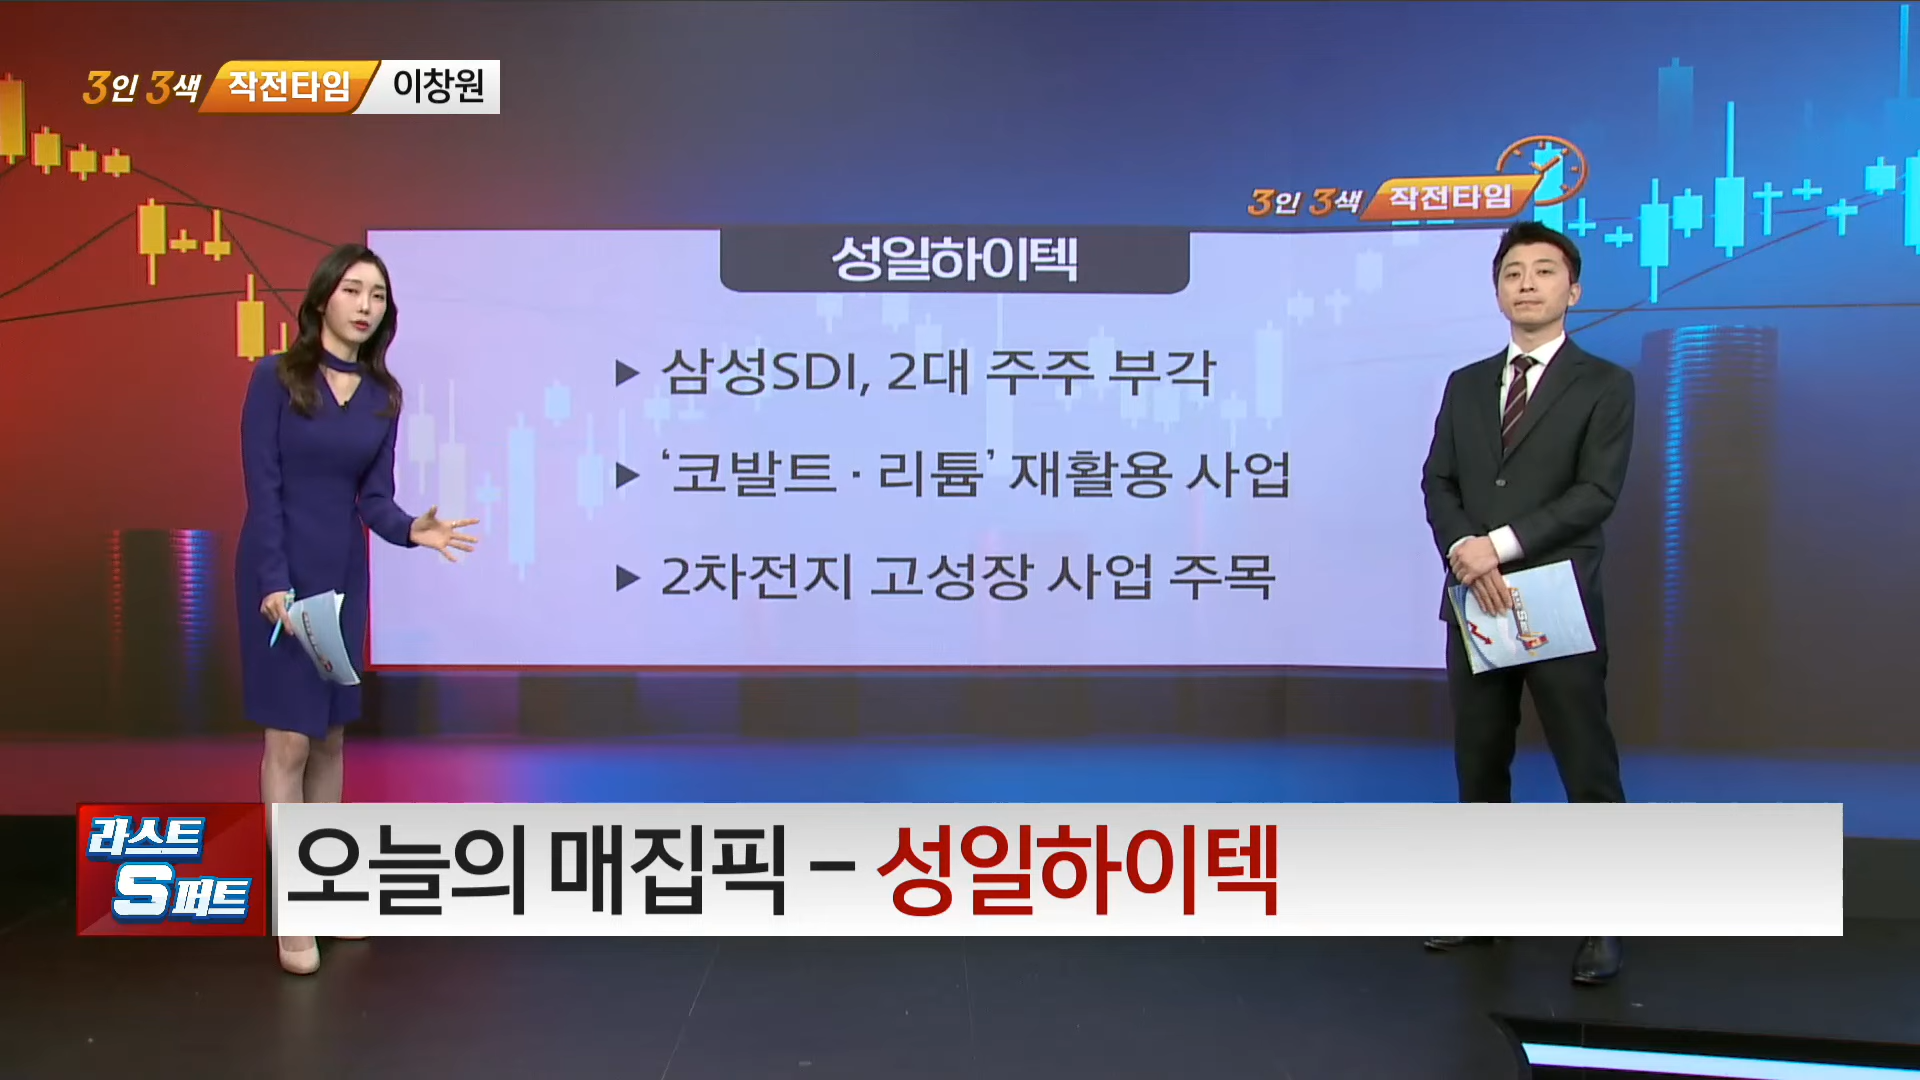 3인 3색 작전타임 이창원
3인 3색 작전타임
성일하이텍
▶ 삼성SDI, 2대 주주 부각
▶ ‘코발트·리튬’ 재활용 사업
▶ 2차전지 고성장 사업 주목
라스트
S퍼트
오늘의 매집픽 – 성일하이텍